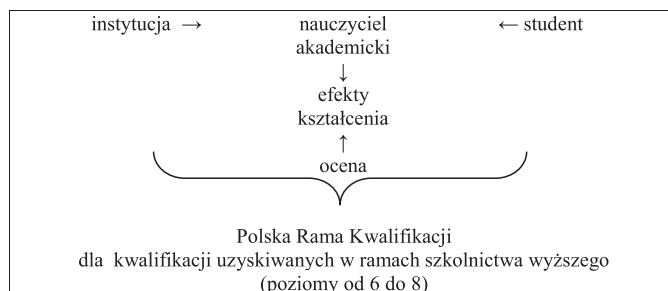 instytucja → nauczyciel ← student
akademicki
↓
efekty
kształcenia
↑
ocena
Polska Rama Kwalifikacji
dla kwalifikacji uzyskiwanych w ramach szkolnictwa wyższego
(poziomy od 6 do 8)